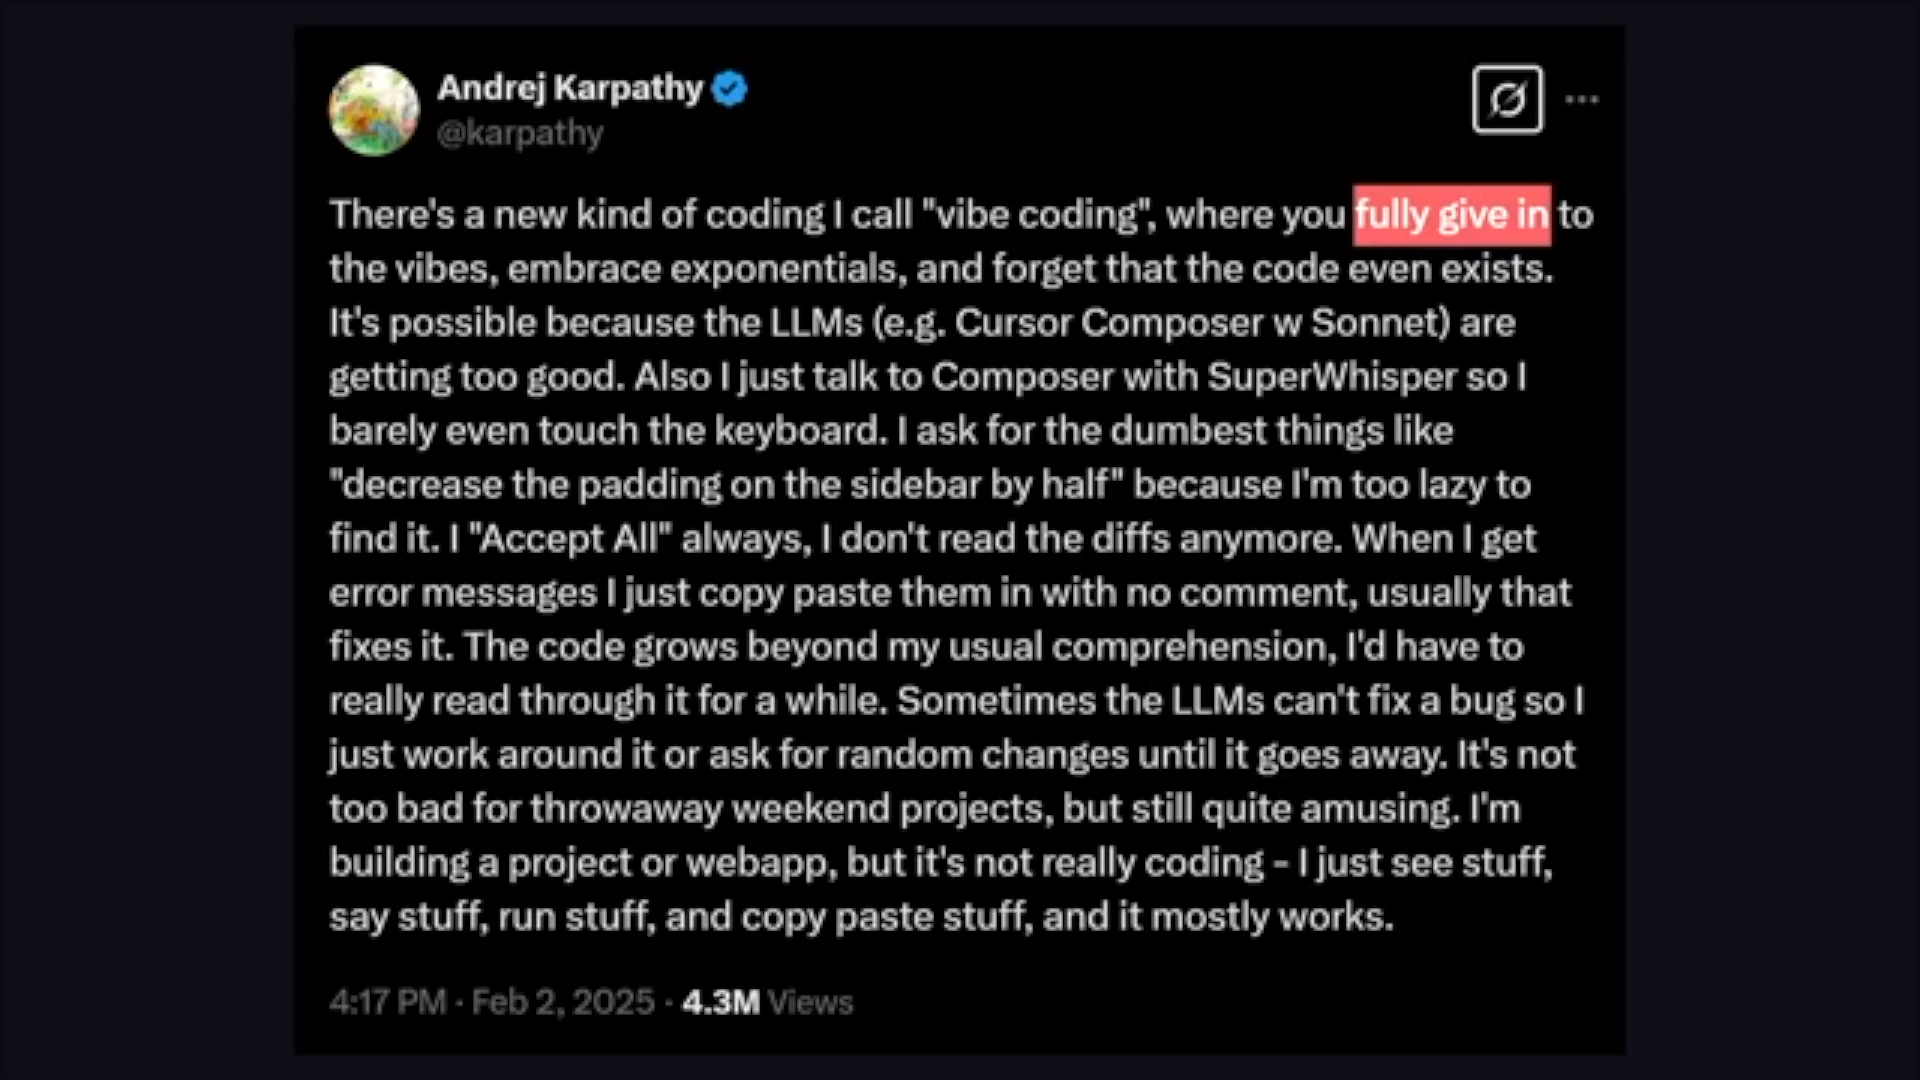 Andrej Karpathy
@karpathy
There's a new kind of coding I call "vibe coding", where you fully give in to
the vibes, embrace exponentials, and forget that the code even exists.
It's possible because the LLMs (e.g. Cursor Composer w Sonnet) are
getting too good. Also I just talk to Composer with SuperWhisper so I
barely even touch the keyboard. I ask for the dumbest things like
"decrease the padding on the sidebar by half" because I'm too lazy to
find it. I "Accept All" always, I don't read the diffs anymore. When I get
error messages I just copy paste them in with no comment, usually that
fixes it. The code grows beyond my usual comprehension, I'd have to
really read through it for a while. Sometimes the LLMs can't fix a bug so I
just work around it or ask for random changes until it goes away. It's not
too bad for throwaway weekend projects, but still quite amusing. I'm
building a project or webapp, but it's not really coding - I just see stuff,
say stuff, run stuff, and copy paste stuff, and it mostly works.
4:17 PM · Feb 2, 2025 · 4.3M Views